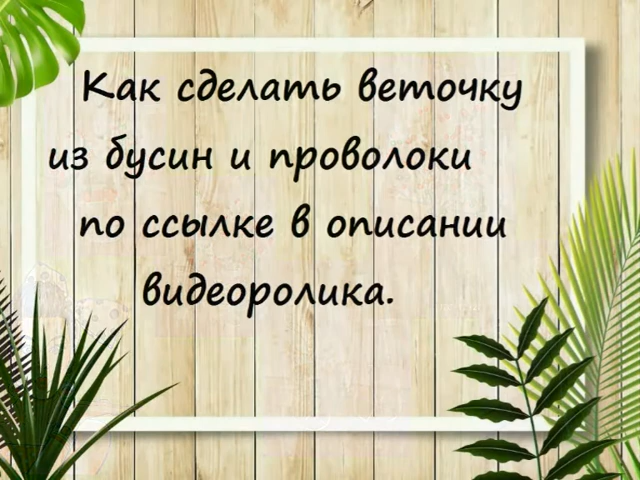 Как сделать веточку
из бусин и проволоки
по ссылке в описании
видеоролика.